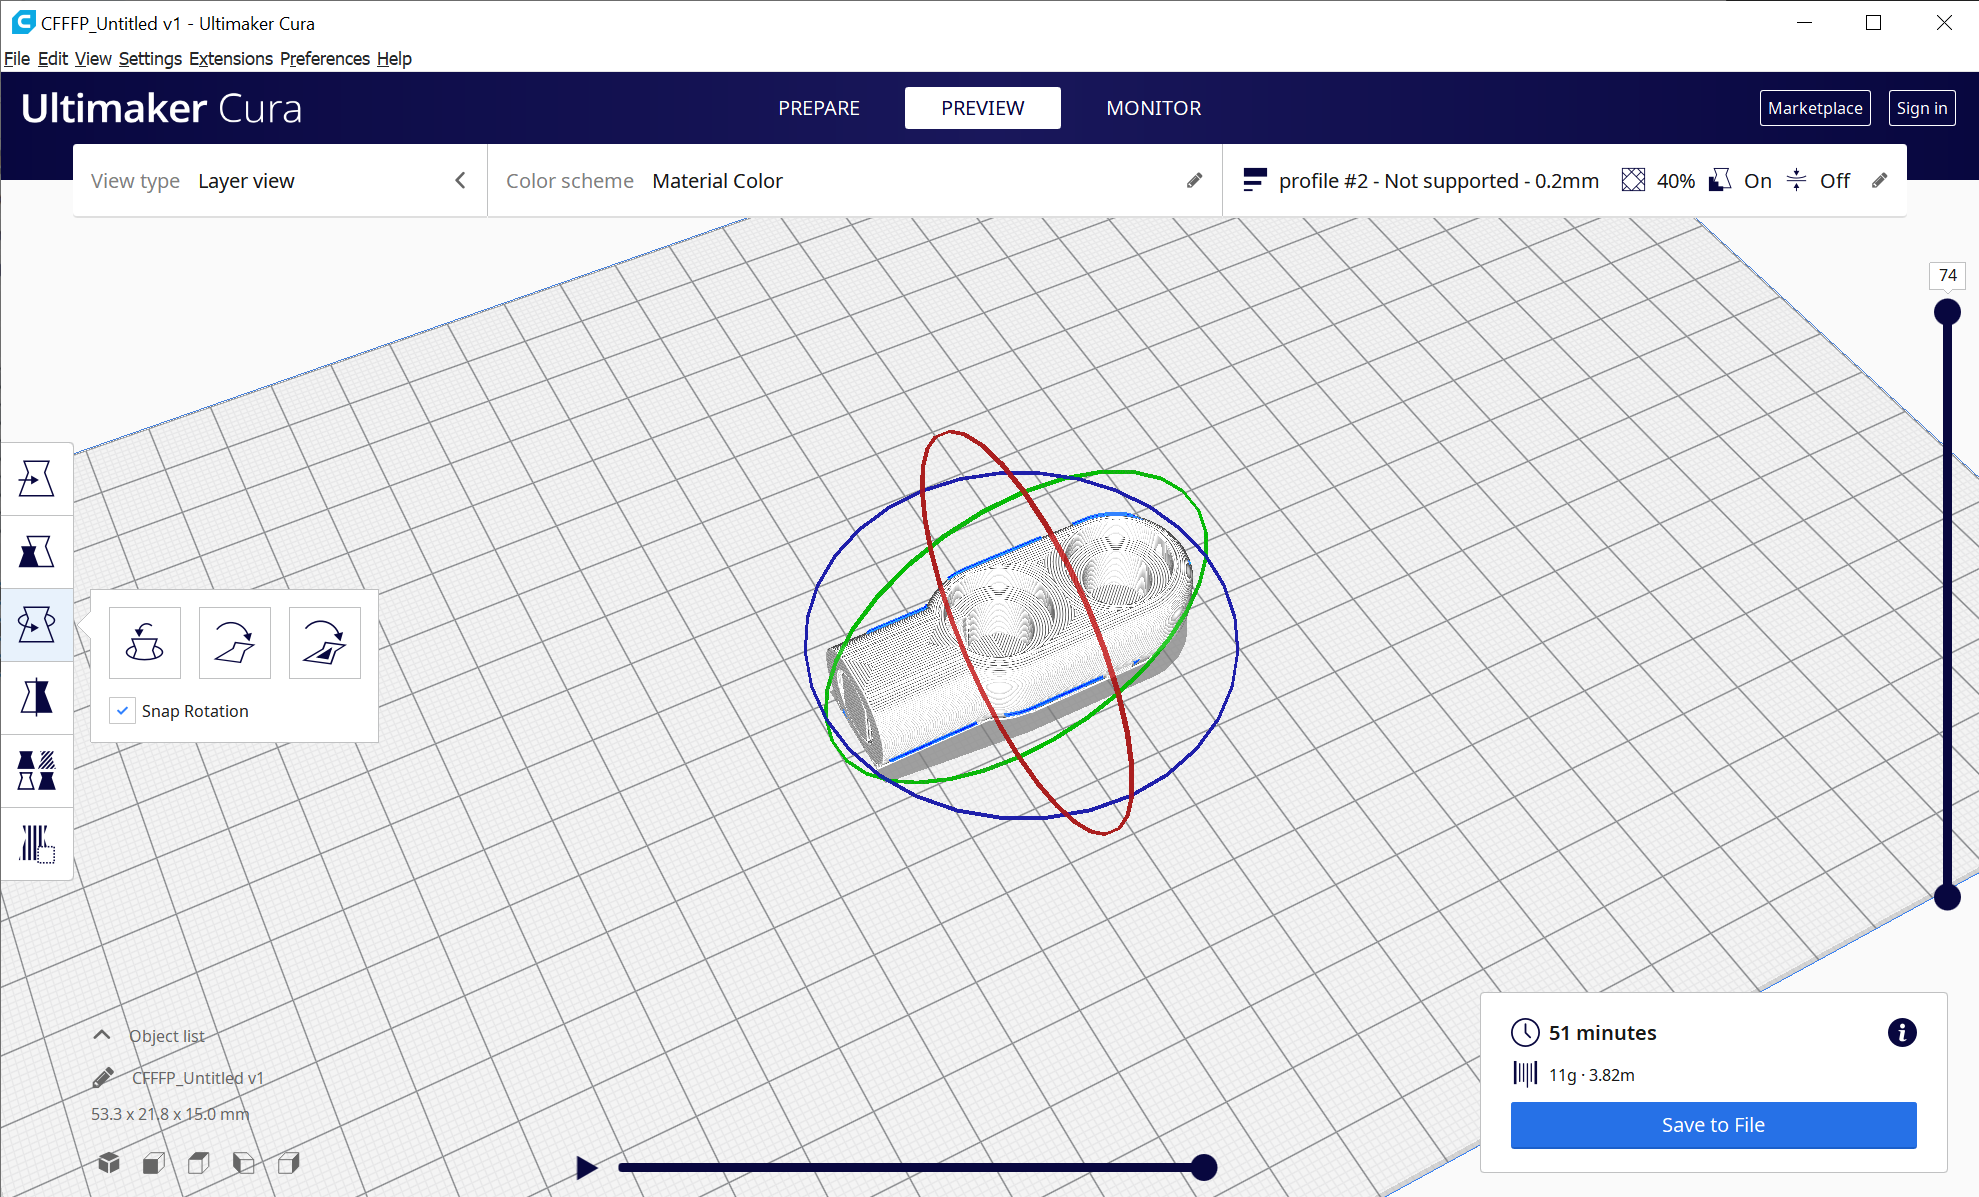 CFFFP_Untitled v1 - Ultimaker Cura
File Edit View Settings Extensions Preferences Help
Ultimaker Cura
PREPARE
PREVIEW
MONITOR
Marketplace
Sign in
View type Layer view
Color scheme Material Color
profile #2 - Not supported - 0.2mm
40%
On
Off
74
Snap Rotation
Object list
CFFFP_Untitled v1
53.3 x 21.8 x 15.0 mm
51 minutes
11g · 3.82m
Save to File